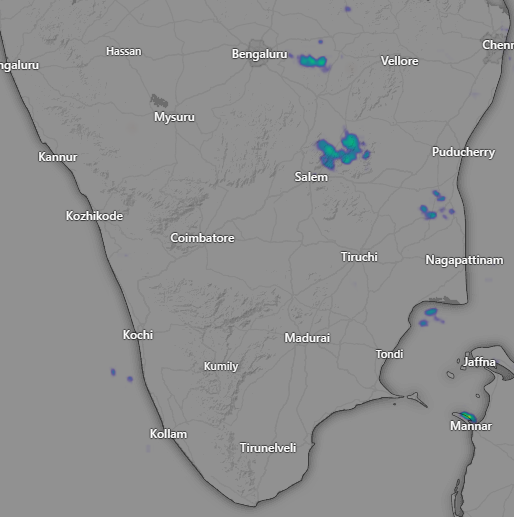 Hassan
Bengaluru
Chenn
ngaluru
Vellore
Mysuru
Kannur
Puducherry
Salem
Kozhikode
Coimbatore
Tiruchi
Nagapattinam
Kochi
Madurai
Tondi
Jaffna
Kumily
Mannar
Kollam
Tirunelveli